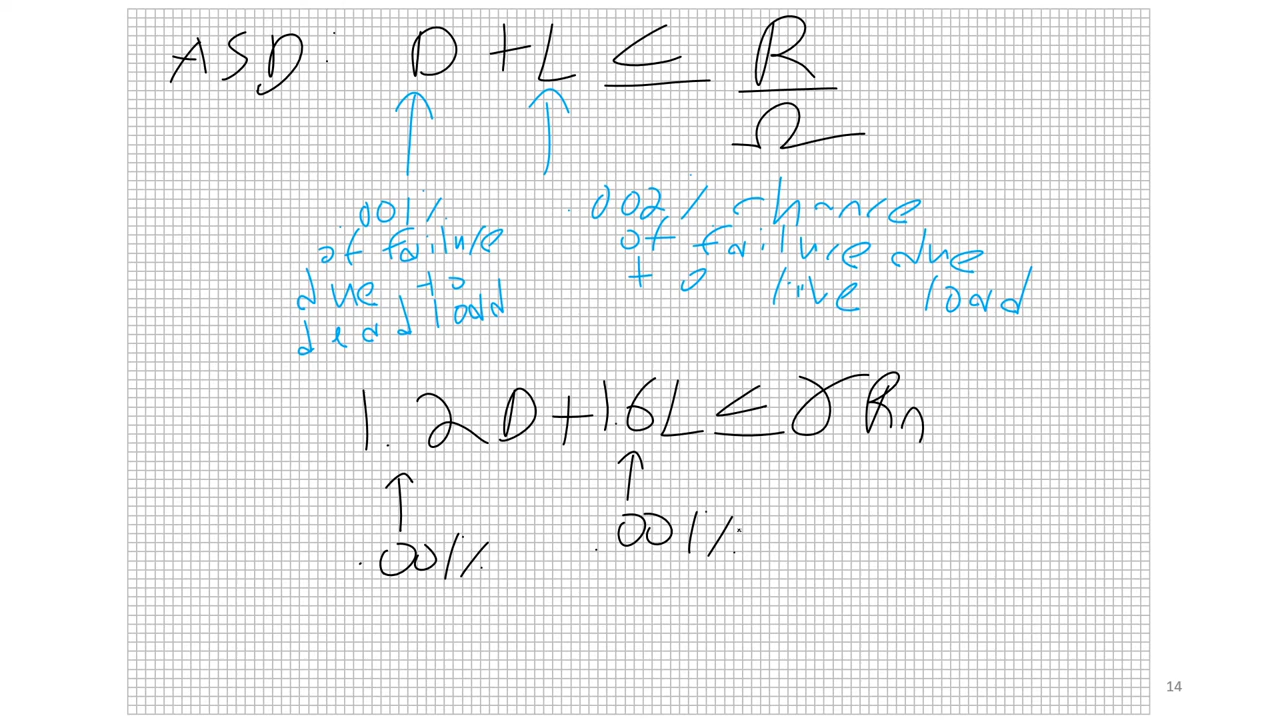 ASD: D + L ≤ R/Ω
.001% of failure due to dead load
.002% chance of failure due to live load
1.2D + 1.6L ≤ γRn
.001%
.001%
14